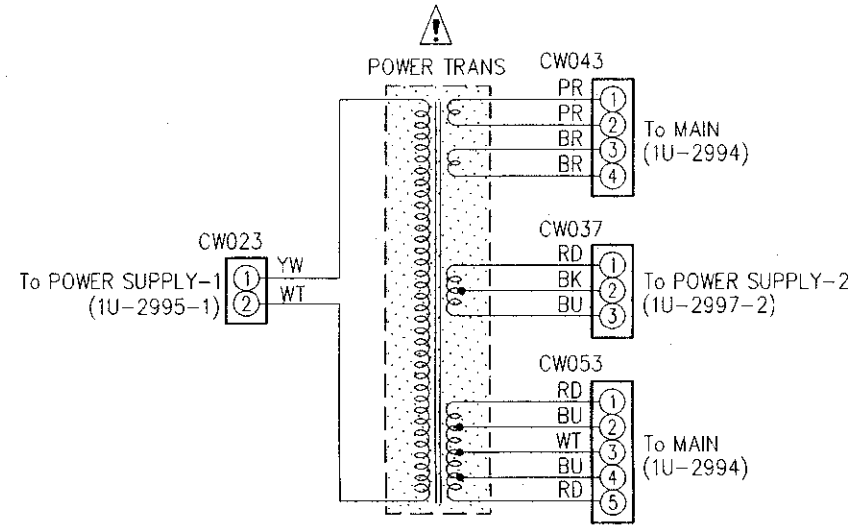 !
POWER TRANS
CW043
PR
1
PR
2
BR
3
BR
4
To MAIN
(1U-2994)
CW023
To POWER SUPPLY-1
(1U-2995-1)
1
YW
2
WT
CW037
RD
1
BK
2
BU
3
To POWER SUPPLY-2
(1U-2997-2)
CW053
RD
1
BU
2
WT
3
BU
4
RD
5
To MAIN
(1U-2994)